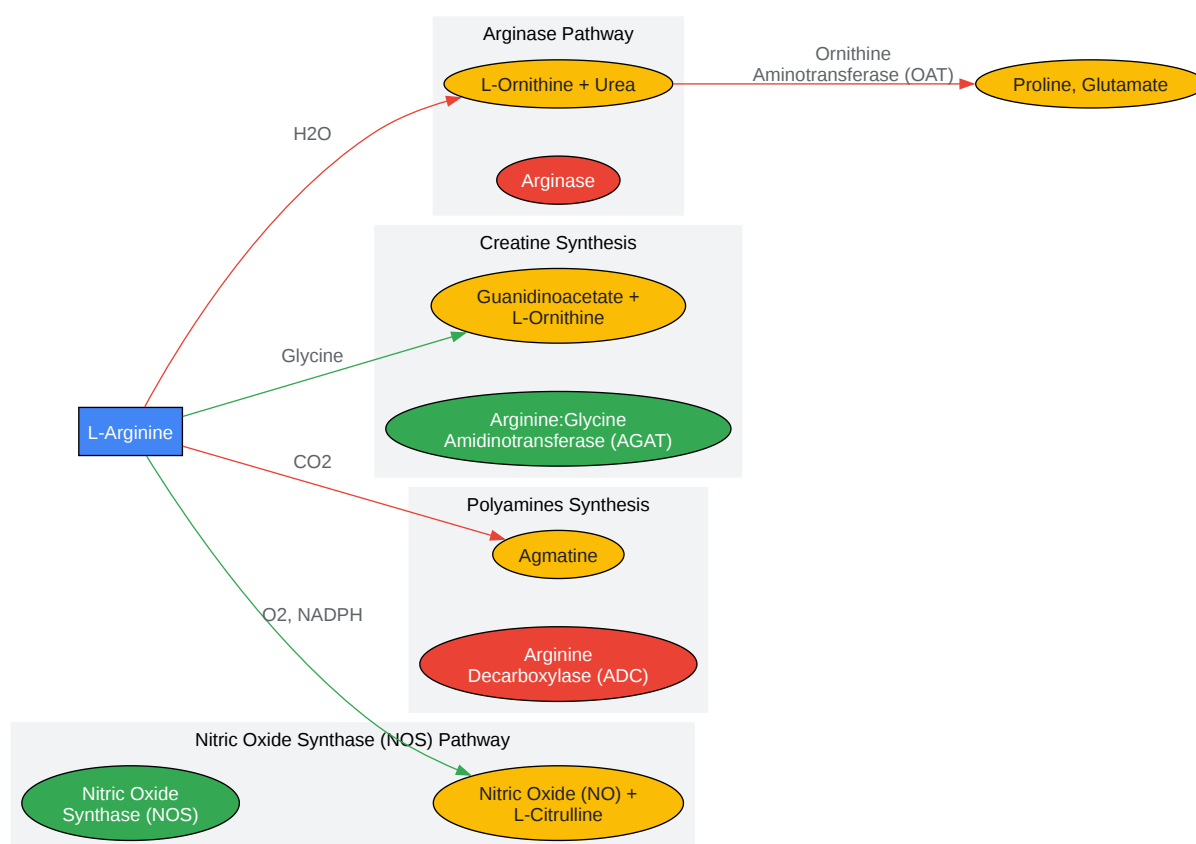 Arginase Pathway
L-Ornithine + Urea
Ornithine
Aminotransferase (OAT)
Proline, Glutamate
H2O
Arginase
Creatine Synthesis
Guanidinoacetate +
L-Ornithine
Glycine
Arginine:Glycine
Amidinotransferase (AGAT)
L-Arginine
CO2
Polyamines Synthesis
Agmatine
O2, NADPH
Arginine
Decarboxylase (ADC)
Nitric Oxide Synthase (NOS) Pathway
Nitric Oxide
Synthase (NOS)
Nitric Oxide (NO) +
L-Citrulline